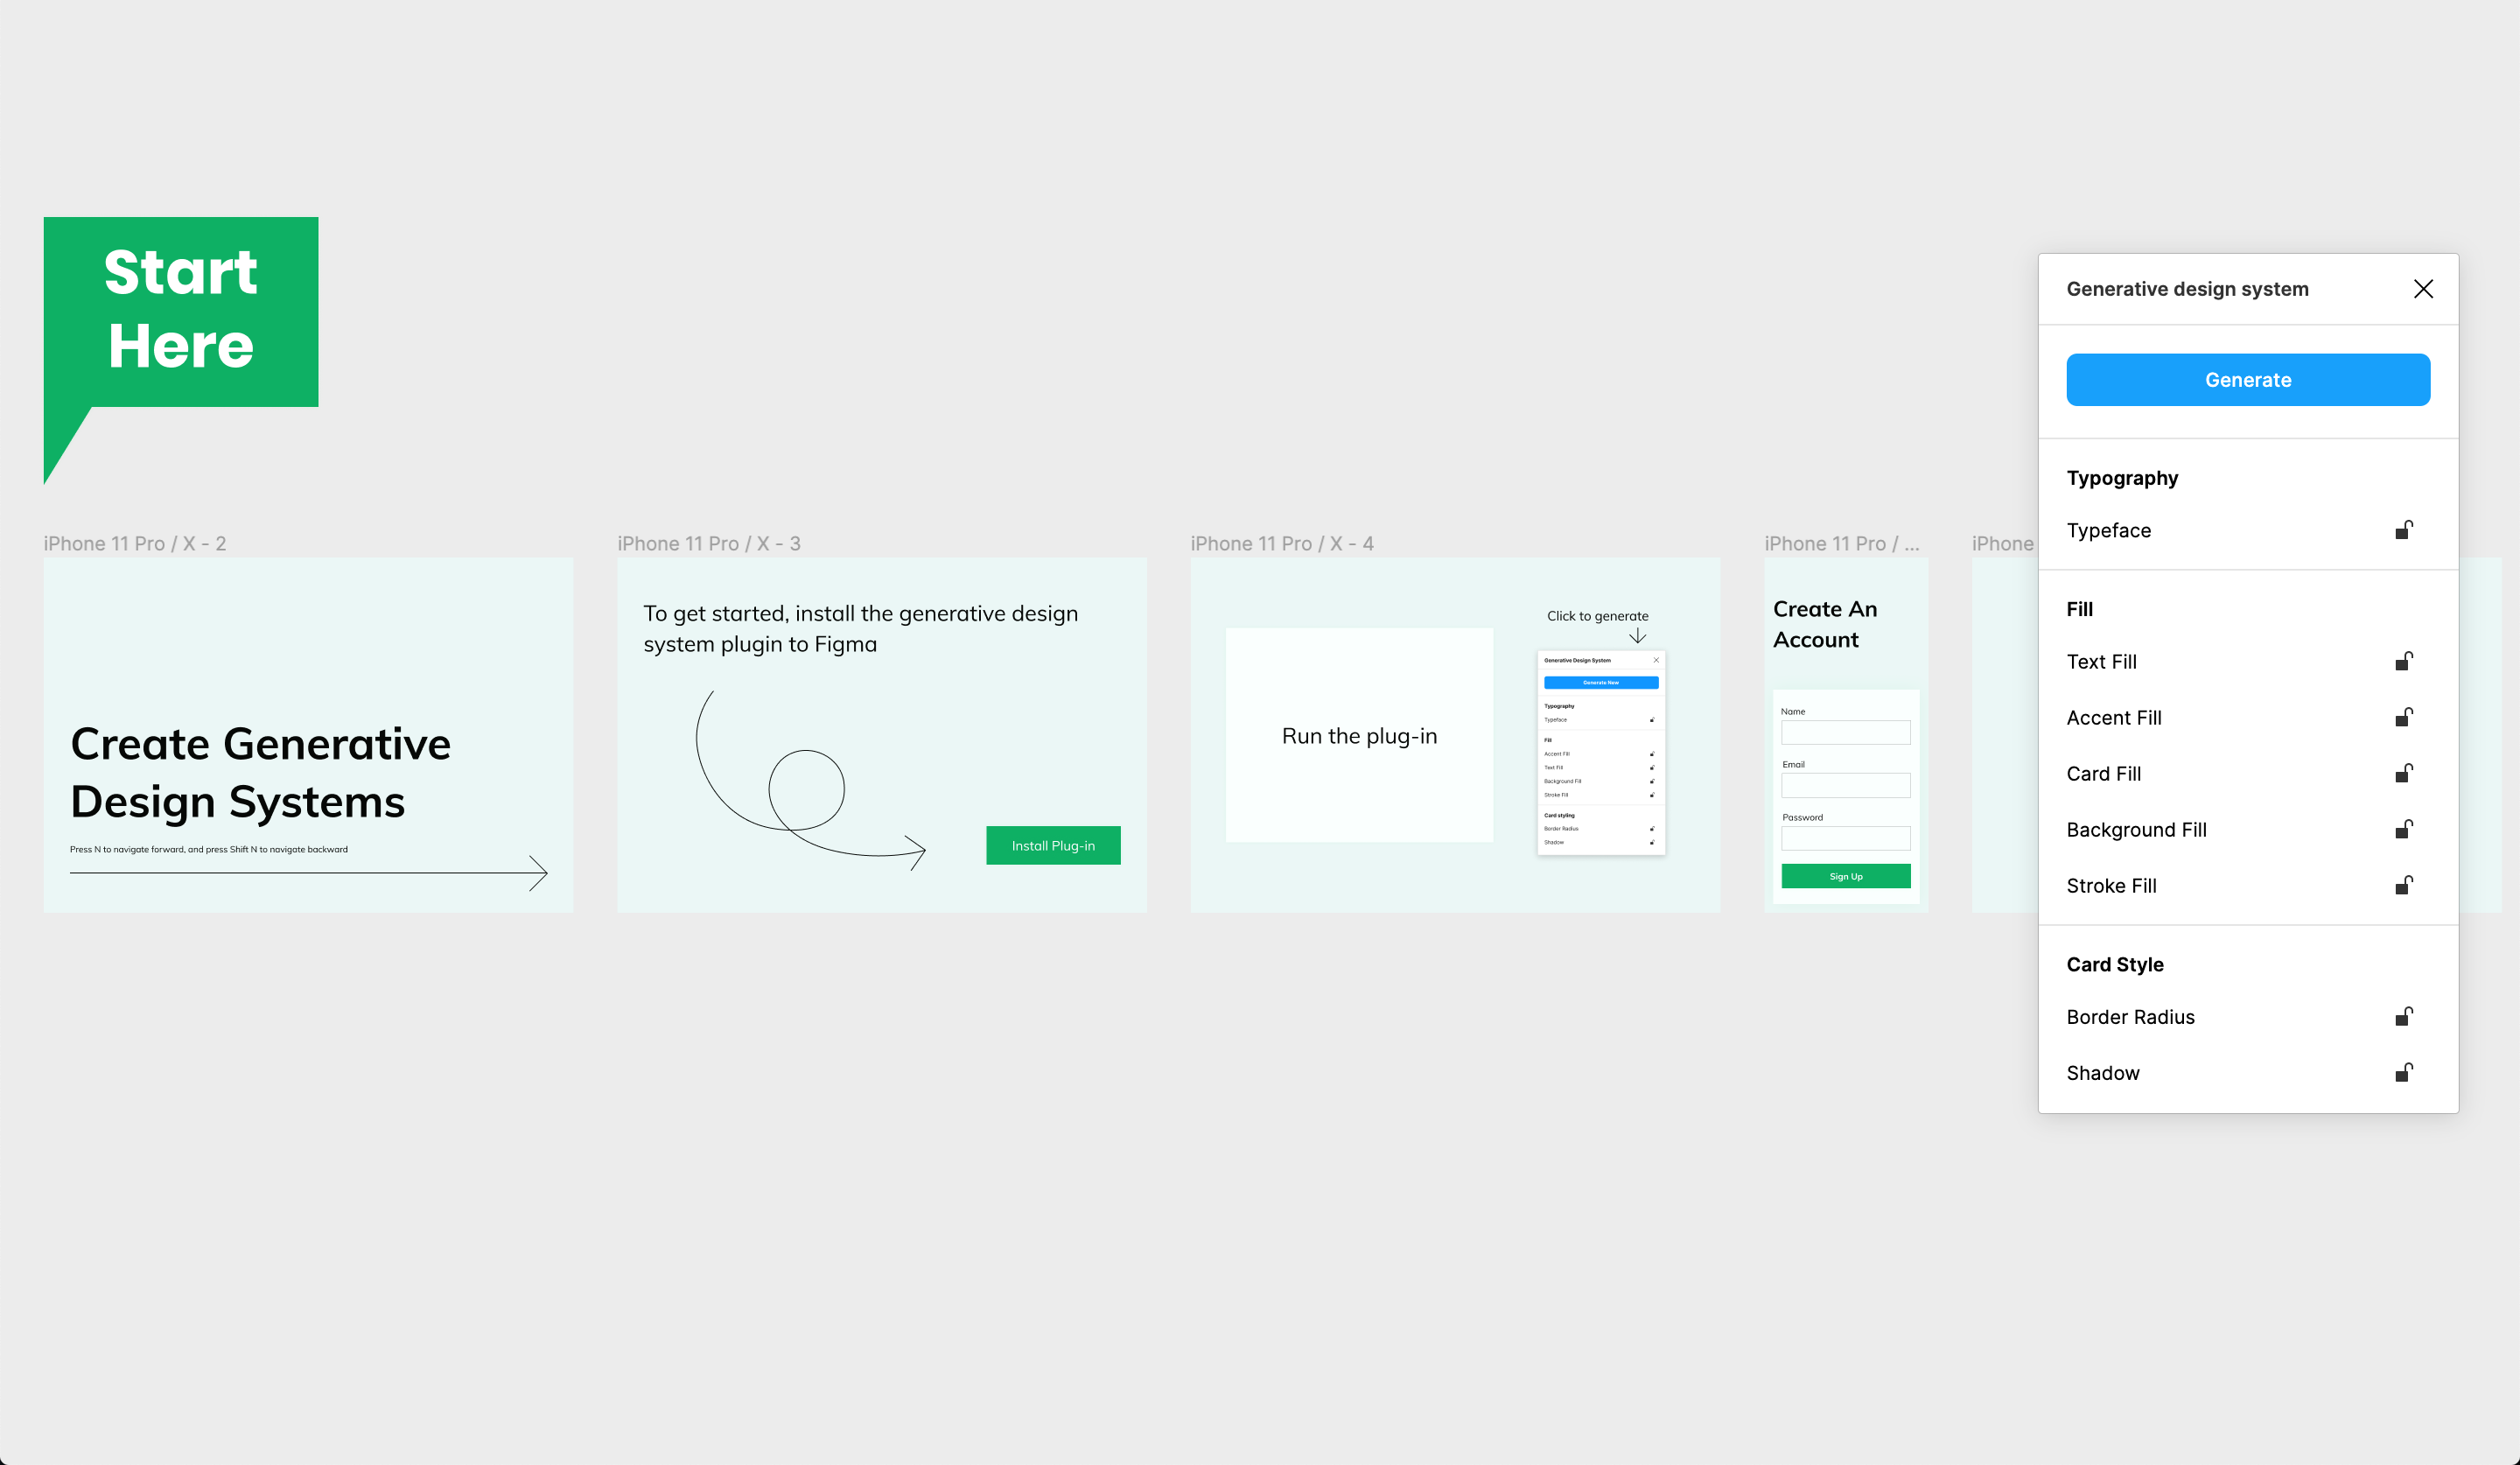 Start
Here
iPhone 11 Pro / X - 2
Create Generative
Design Systems
Press N to navigate forward, and press Shift N to navigate backward
iPhone 11 Pro / X - 3
To get started, install the generative design
system plugin to Figma
Install Plug-in
iPhone 11 Pro / X - 4
Run the plug-in
Click to generate
Generative Design System
Generate New
Typography
Typeface
Fill
Accent Fill
Text Fill
Background Fill
Stroke Fill
Card styling
Border Radius
Shadow
iPhone 11 Pro / ...
Create An
Account
Name
Email
Password
Sign Up
iPhone
Generative design system
Generate
Typography
Typeface
Fill
Text Fill
Accent Fill
Card Fill
Background Fill
Stroke Fill
Card Style
Border Radius
Shadow